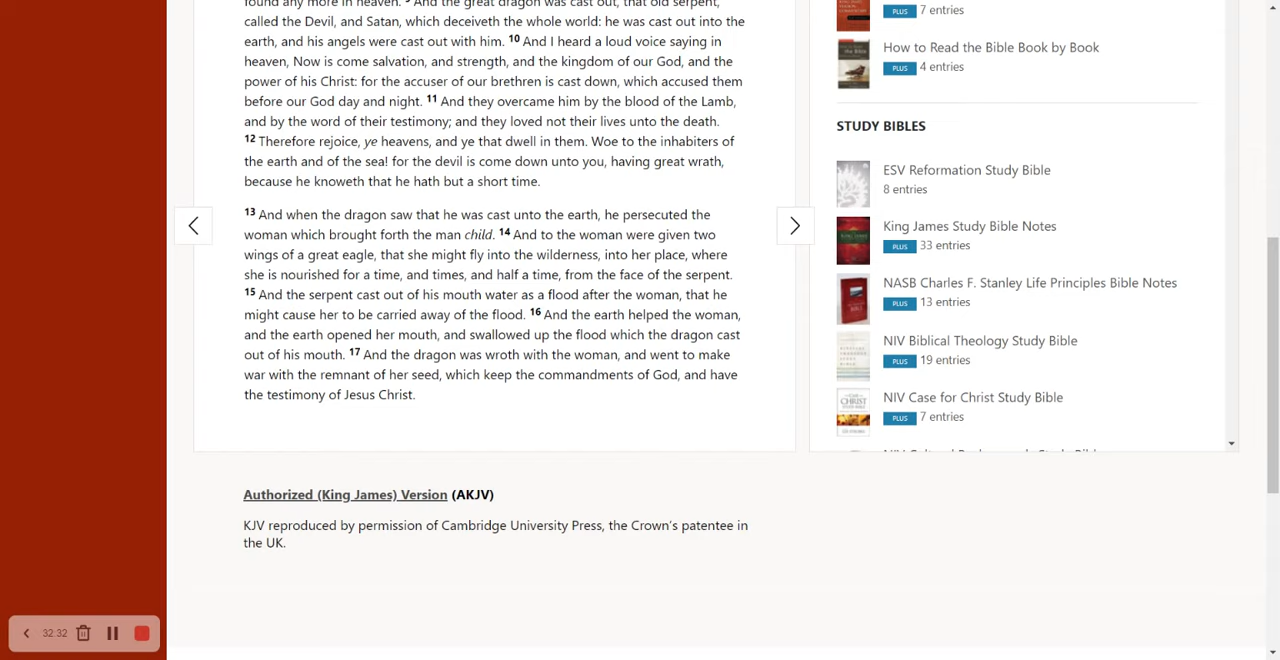 found any more in heaven. 9 And the great dragon was cast out, that old serpent,
called the Devil, and Satan, which deceiveth the whole world: he was cast out into the
earth, and his angels were cast out with him. 10 And I heard a loud voice saying in
heaven, Now is come salvation, and strength, and the kingdom of our God, and the
power of his Christ: for the accuser of our brethren is cast down, which accused them
before our God day and night. 11 And they overcame him by the blood of the Lamb,
and by the word of their testimony; and they loved not their lives unto the death.
12 Therefore rejoice, ye heavens, and ye that dwell in them. Woe to the inhabiters of
the earth and of the sea! for the devil is come down unto you, having great wrath,
because he knoweth that he hath but a short time.
13 And when the dragon saw that he was cast unto the earth, he persecuted the
woman which brought forth the man child. 14 And to the woman were given two
wings of a great eagle, that she might fly into the wilderness, into her place, where
she is nourished for a time, and times, and half a time, from the face of the serpent.
15 And the serpent cast out of his mouth water as a flood after the woman, that he
might cause her to be carried away of the flood. 16 And the earth helped the woman,
and the earth opened her mouth, and swallowed up the flood which the dragon cast
out of his mouth. 17 And the dragon was wroth with the woman, and went to make
war with the remnant of her seed, which keep the commandments of God, and have
the testimony of Jesus Christ.
Authorized (King James) Version (AKJV)
KJV reproduced by permission of Cambridge University Press, the Crown’s patentee in
the UK.
PLUS 7 entries
How to Read the Bible Book by Book
PLUS 4 entries
STUDY BIBLES
ESV Reformation Study Bible
8 entries
King James Study Bible Notes
PLUS 33 entries
NASB Charles F. Stanley Life Principles Bible Notes
PLUS 13 entries
NIV Biblical Theology Study Bible
PLUS 19 entries
NIV Case for Christ Study Bible
PLUS 7 entries
32:32